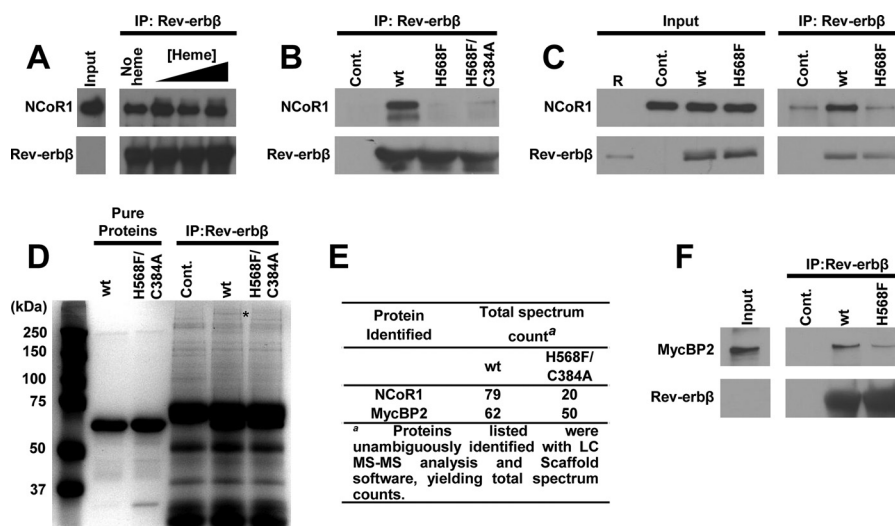 A
Input
IP: Rev-erbβ
No heme
[Heme]
NCoR1
Rev-erbβ
B
IP: Rev-erbβ
Cont.
wt
H568F
H568F/
C384A
NCoR1
Rev-erbβ
C
Input
IP: Rev-erbβ
R
Cont.
wt
H568F
Cont.
wt
H568F
NCoR1
Rev-erbβ
D
Pure
Proteins
IP:Rev-erbβ
wt
H568F/
C384A
Cont.
wt
H568F/
C384A
(kDa)
250
150
100
75
50
37
*
E
Protein
Identified
Total spectrum
countᵃ
wt
H568F/
C384A
NCoR1 79 20
MycBP2 62 50
ᵃ Proteins listed were
unambiguously identified with LC
MS-MS analysis and Scaffold
software, yielding total spectrum
counts.
F
Input
IP:Rev-erbβ
Cont.
wt
H568F
MycBP2
Rev-erbβ